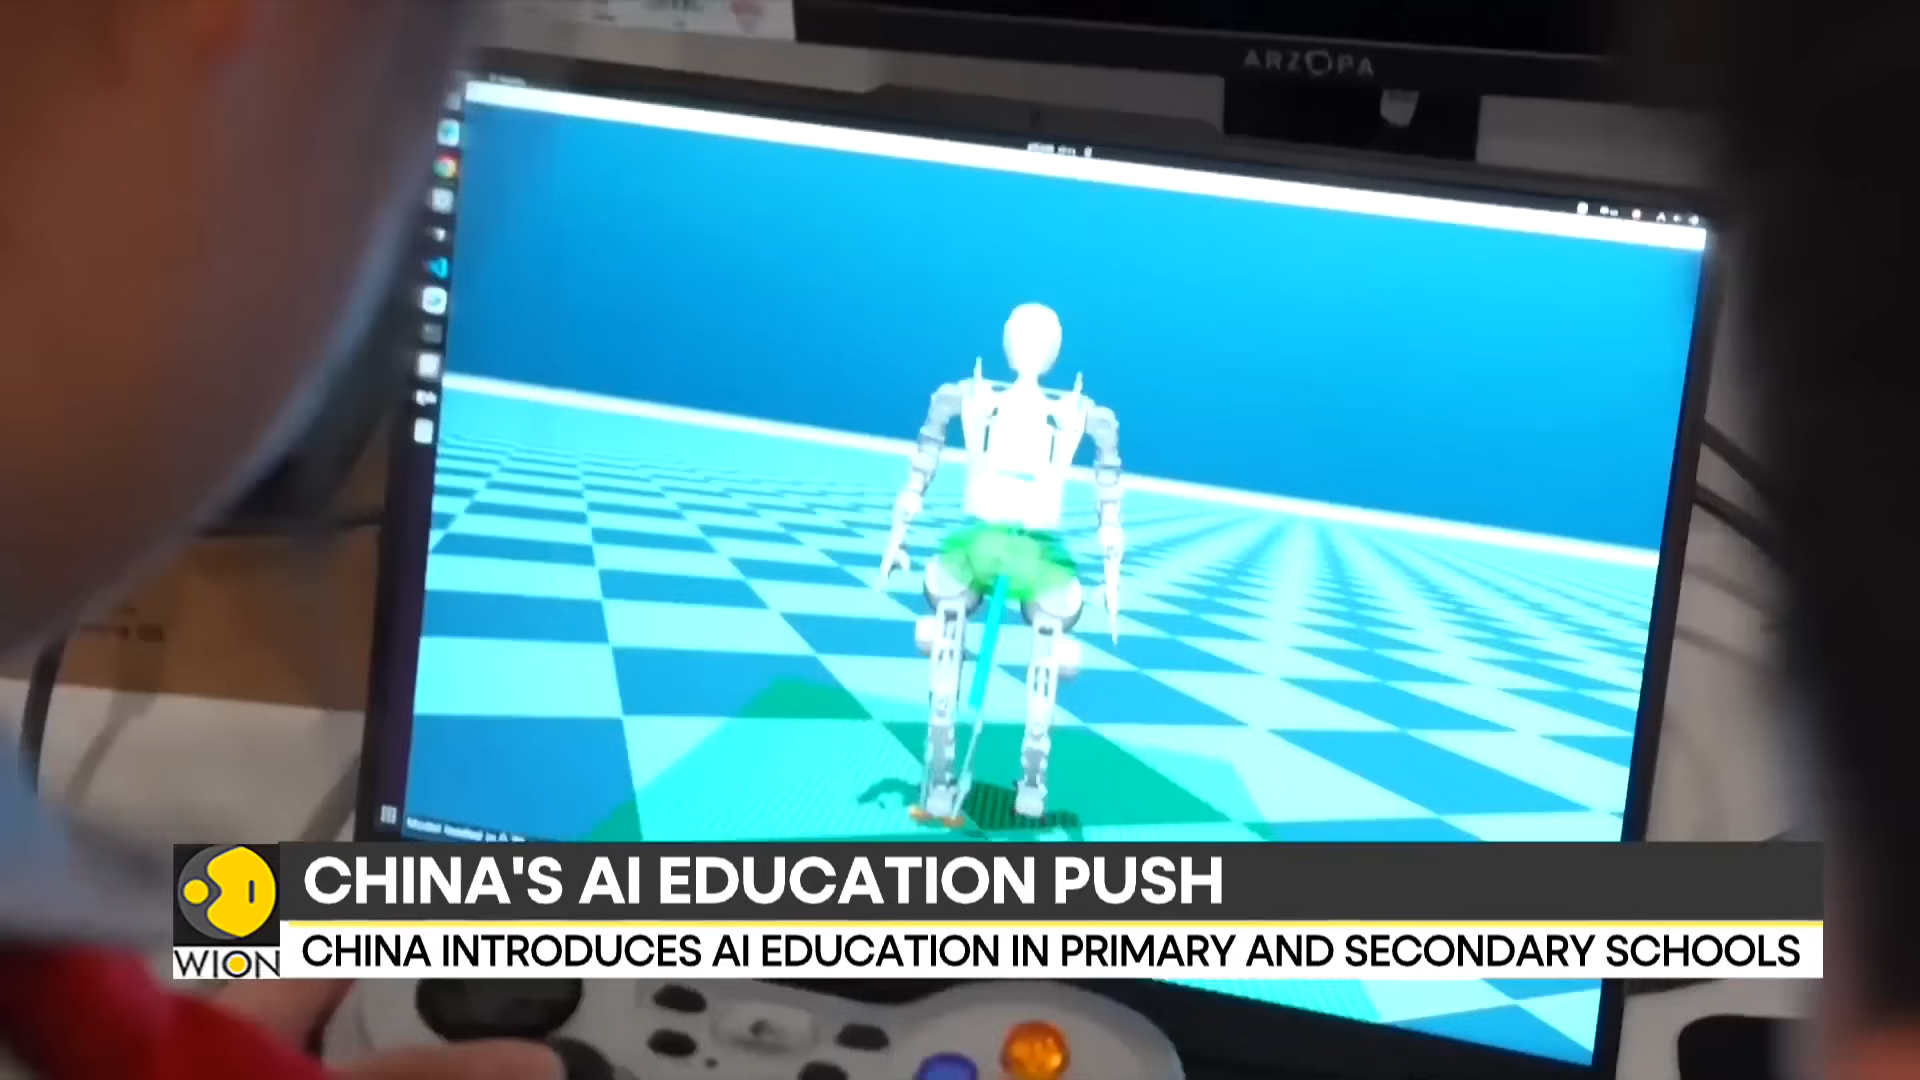 ARZOPA
CHINA'S AI EDUCATION PUSH
CHINA INTRODUCES AI EDUCATION IN PRIMARY AND SECONDARY SCHOOLS
WION